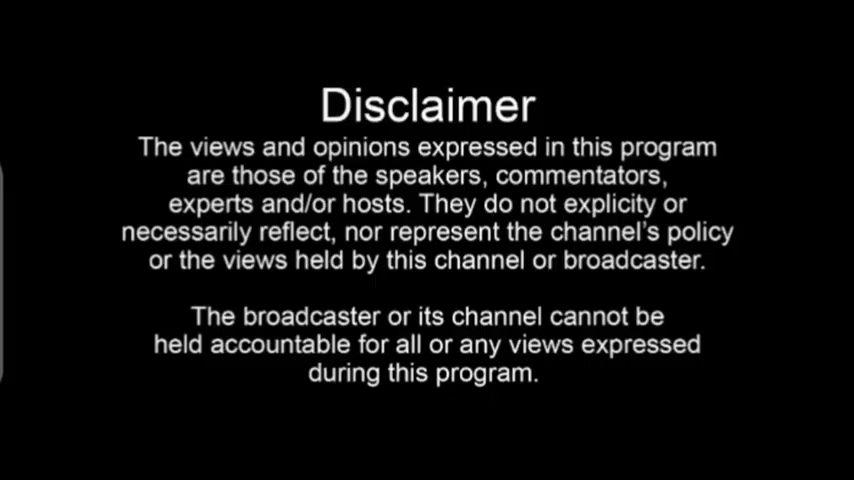 Disclaimer
The views and opinions expressed in this program
are those of the speakers, commentators,
experts and/or hosts. They do not explicity or
necessarily reflect, nor represent the channel's policy
or the views held by this channel or broadcaster.
The broadcaster or its channel cannot be
held accountable for all or any views expressed
during this program.